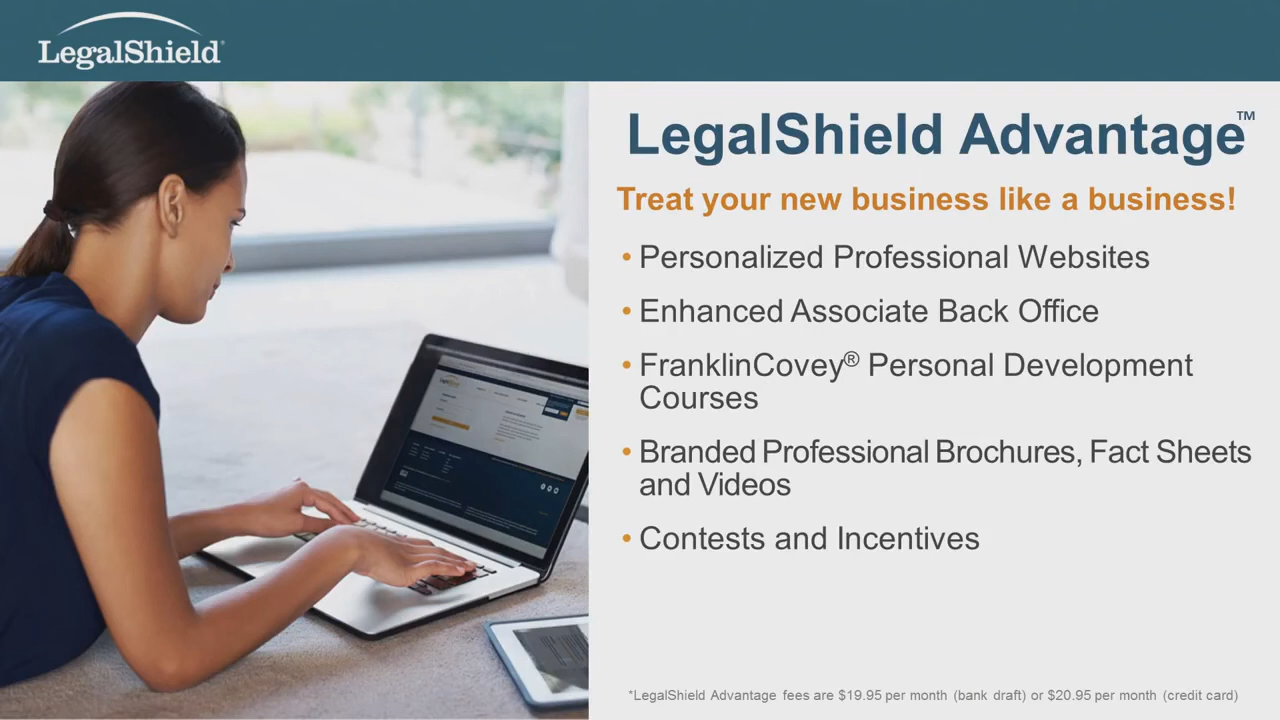 LegalShield®
LegalShield Advantage™
Treat your new business like a business!
• Personalized Professional Websites
• Enhanced Associate Back Office
• FranklinCovey® Personal Development
Courses
• Branded Professional Brochures, Fact Sheets
and Videos
• Contests and Incentives
*LegalShield Advantage fees are $19.95 per month (bank draft) or $20.95 per month (credit card)